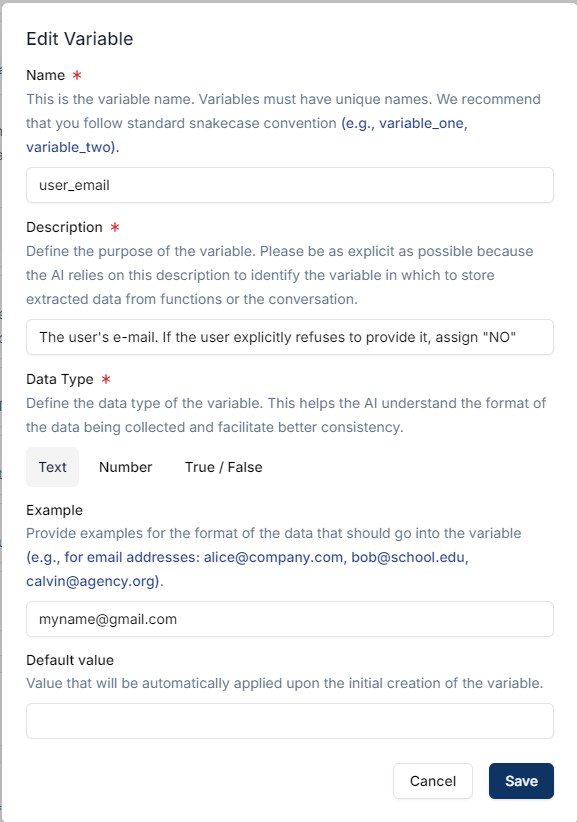 Edit Variable
Name *
This is the variable name. Variables must have unique names. We recommend
that you follow standard snakecase convention (e.g., variable_one,
variable_two).
user_email
Description *
Define the purpose of the variable. Please be as explicit as possible because
the AI relies on this description to identify the variable in which to store
extracted data from functions or the conversation.
The user's e-mail. If the user explicitly refuses to provide it, assign "NO"
Data Type *
Define the data type of the variable. This helps the AI understand the format of
the data being collected and facilitate better consistency.
Text Number True / False
Example
Provide examples for the format of the data that should go into the variable
(e.g., for email addresses: alice@company.com, bob@school.edu,
calvin@agency.org).
myname@gmail.com
Default value
Value that will be automatically applied upon the initial creation of the variable.
Cancel Save